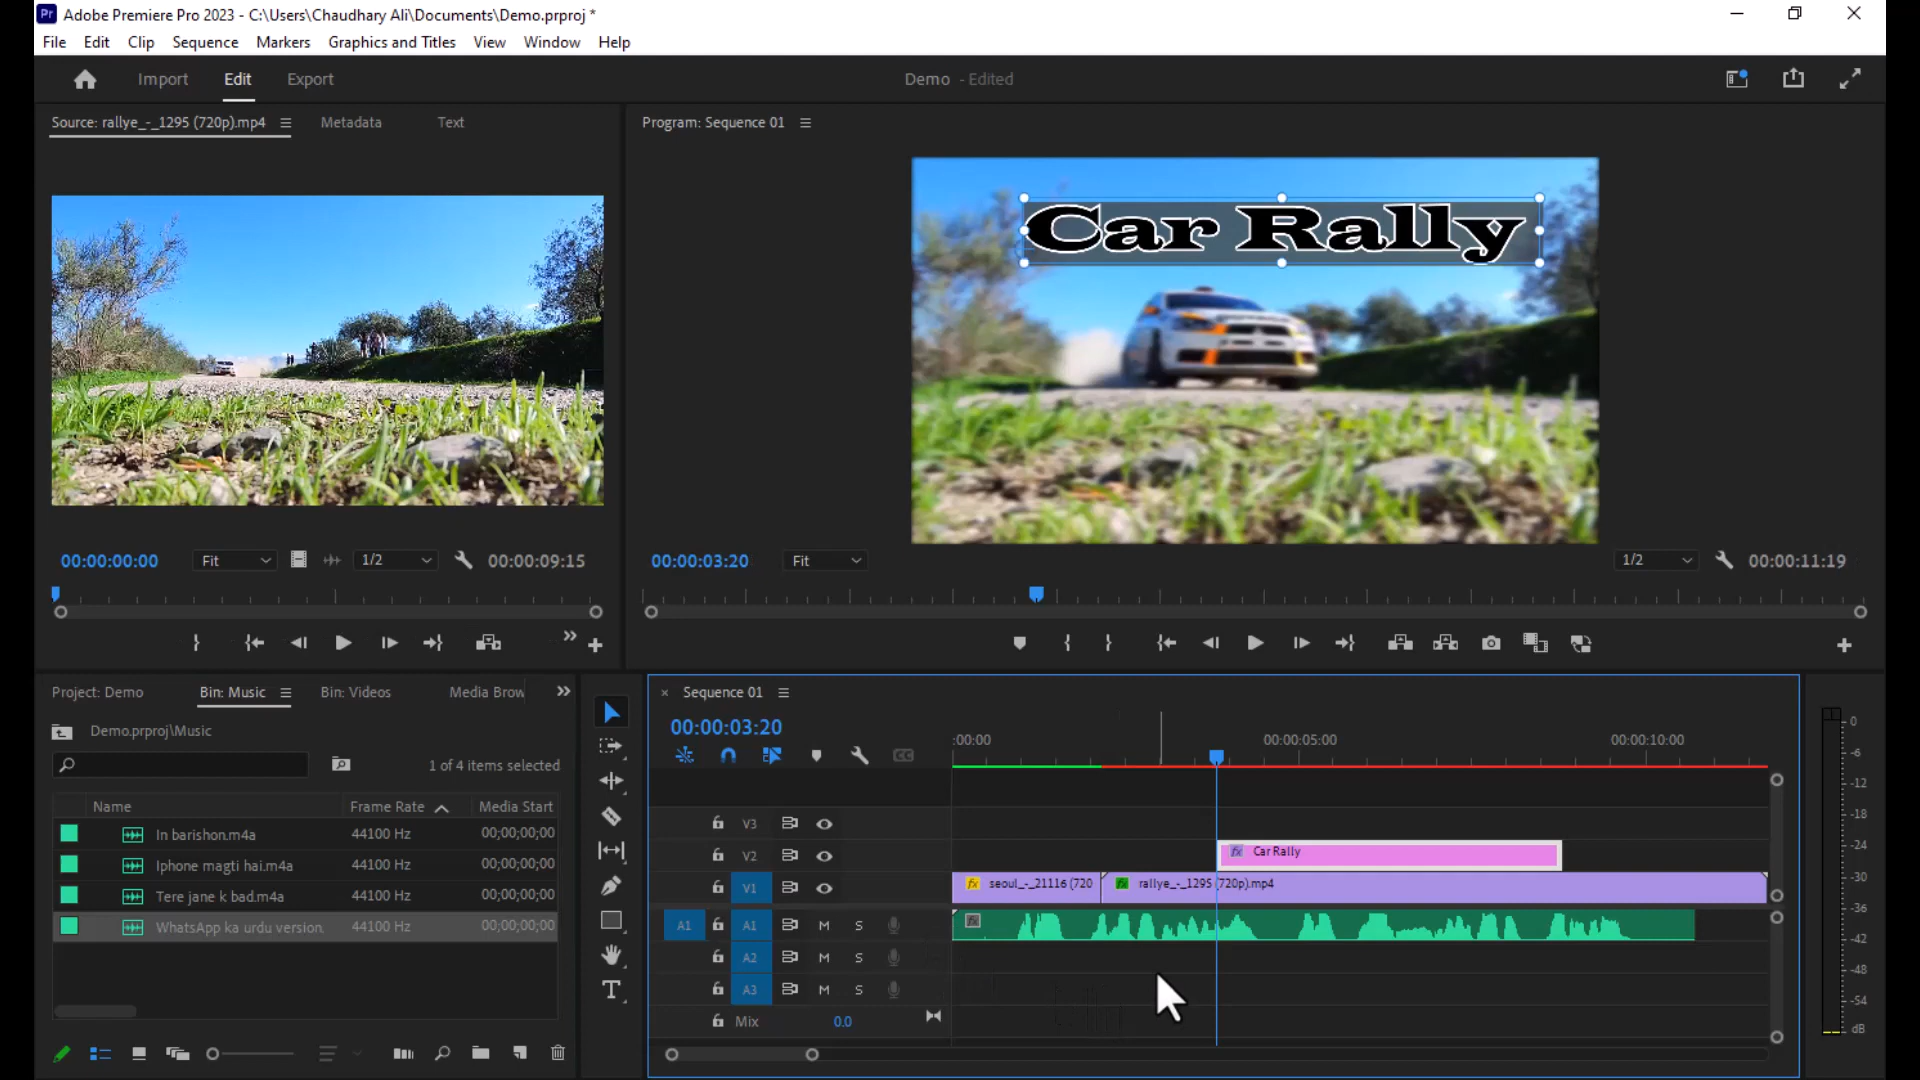 Pr Adobe Premiere Pro 2023 - C:\Users\Chaudhary Ali\Documents\Demo.prproj *
File Edit Clip Sequence Markers Graphics and Titles View Window Help
Import Edit Export Demo - Edited
Source: rallye_-_1295 (720p).mp4 Metadata Text Program: Sequence 01
Car Rally
00:00:00:00 Fit 1/2 00:00:09:15 00:00:03:20 Fit 1/2 00:00:11:19
Project: Demo Bin: Music Bin: Videos Media Brow
Demo.prproj\Music
1 of 4 items selected
Name Frame Rate Media Start
In barishon.m4a 44100 Hz 00;00;00;00
Iphone magti hai.m4a 44100 Hz 00;00;00;00
Tere jane k bad.m4a 44100 Hz 00;00;00;00
WhatsApp ka urdu version. 44100 Hz 00;00;00;00
× Sequence 01
00:00:03:20
:00:00 00:00:05:00 00:00:10:00
CC
V3
V2 fx Car Rally
V1 fx seoul_-_21116 (720 fx rallye_-_1295 (720p).mp4
A1 A1 M S fx
A2 M S
A3 M S
Mix 0.0
0
-6
-12
-18
-24
-30
-36
-42
-48
-54
dB